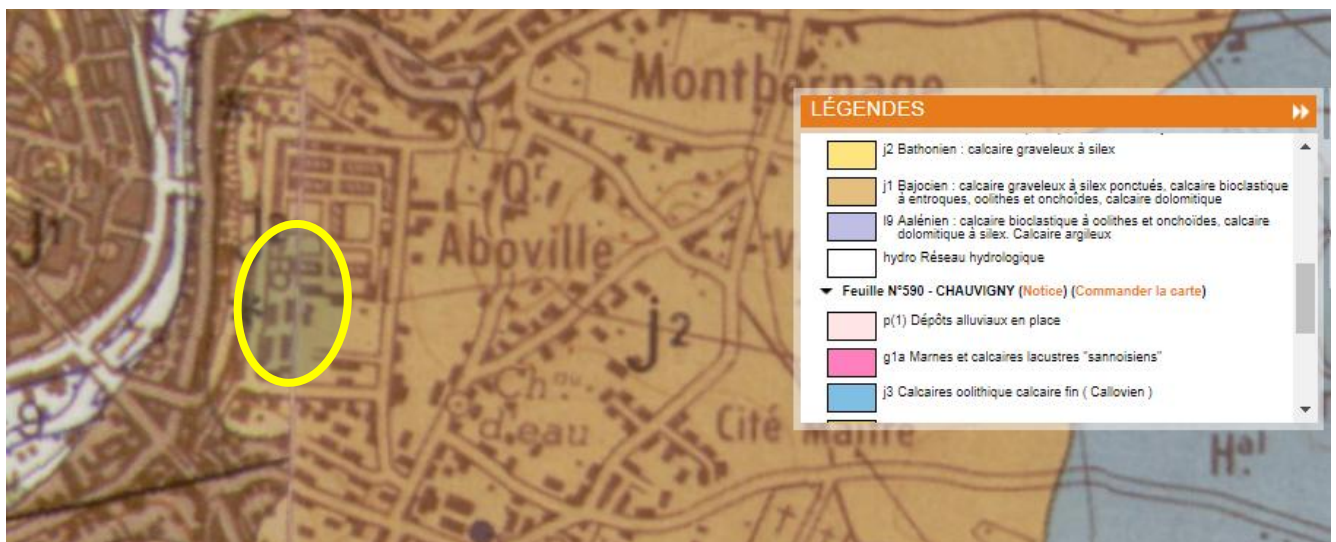 Montbernage
Qr
Aboville
j2
Chau
d'eau
Cité
j1
Hal
LÉGENDES
j2 Bathonien : calcaire graveleux à silex
j1 Bajocien : calcaire graveleux à silex ponctués, calcaire bioclastique
à entroques, oolithes et onchoïdes, calcaire dolomitique
l9 Aalénien : calcaire bioclastique à oolithes et onchoïdes, calcaire
dolomitique à silex. Calcaire argileux
hydro Réseau hydrologique
Feuille N°590 - CHAUVIGNY (Notice) (Commander la carte)
p(1) Dépôts alluviaux en place
g1a Marnes et calcaires lacustres "sannoisiens"
j3 Calcaires oolithique calcaire fin ( Callovien )